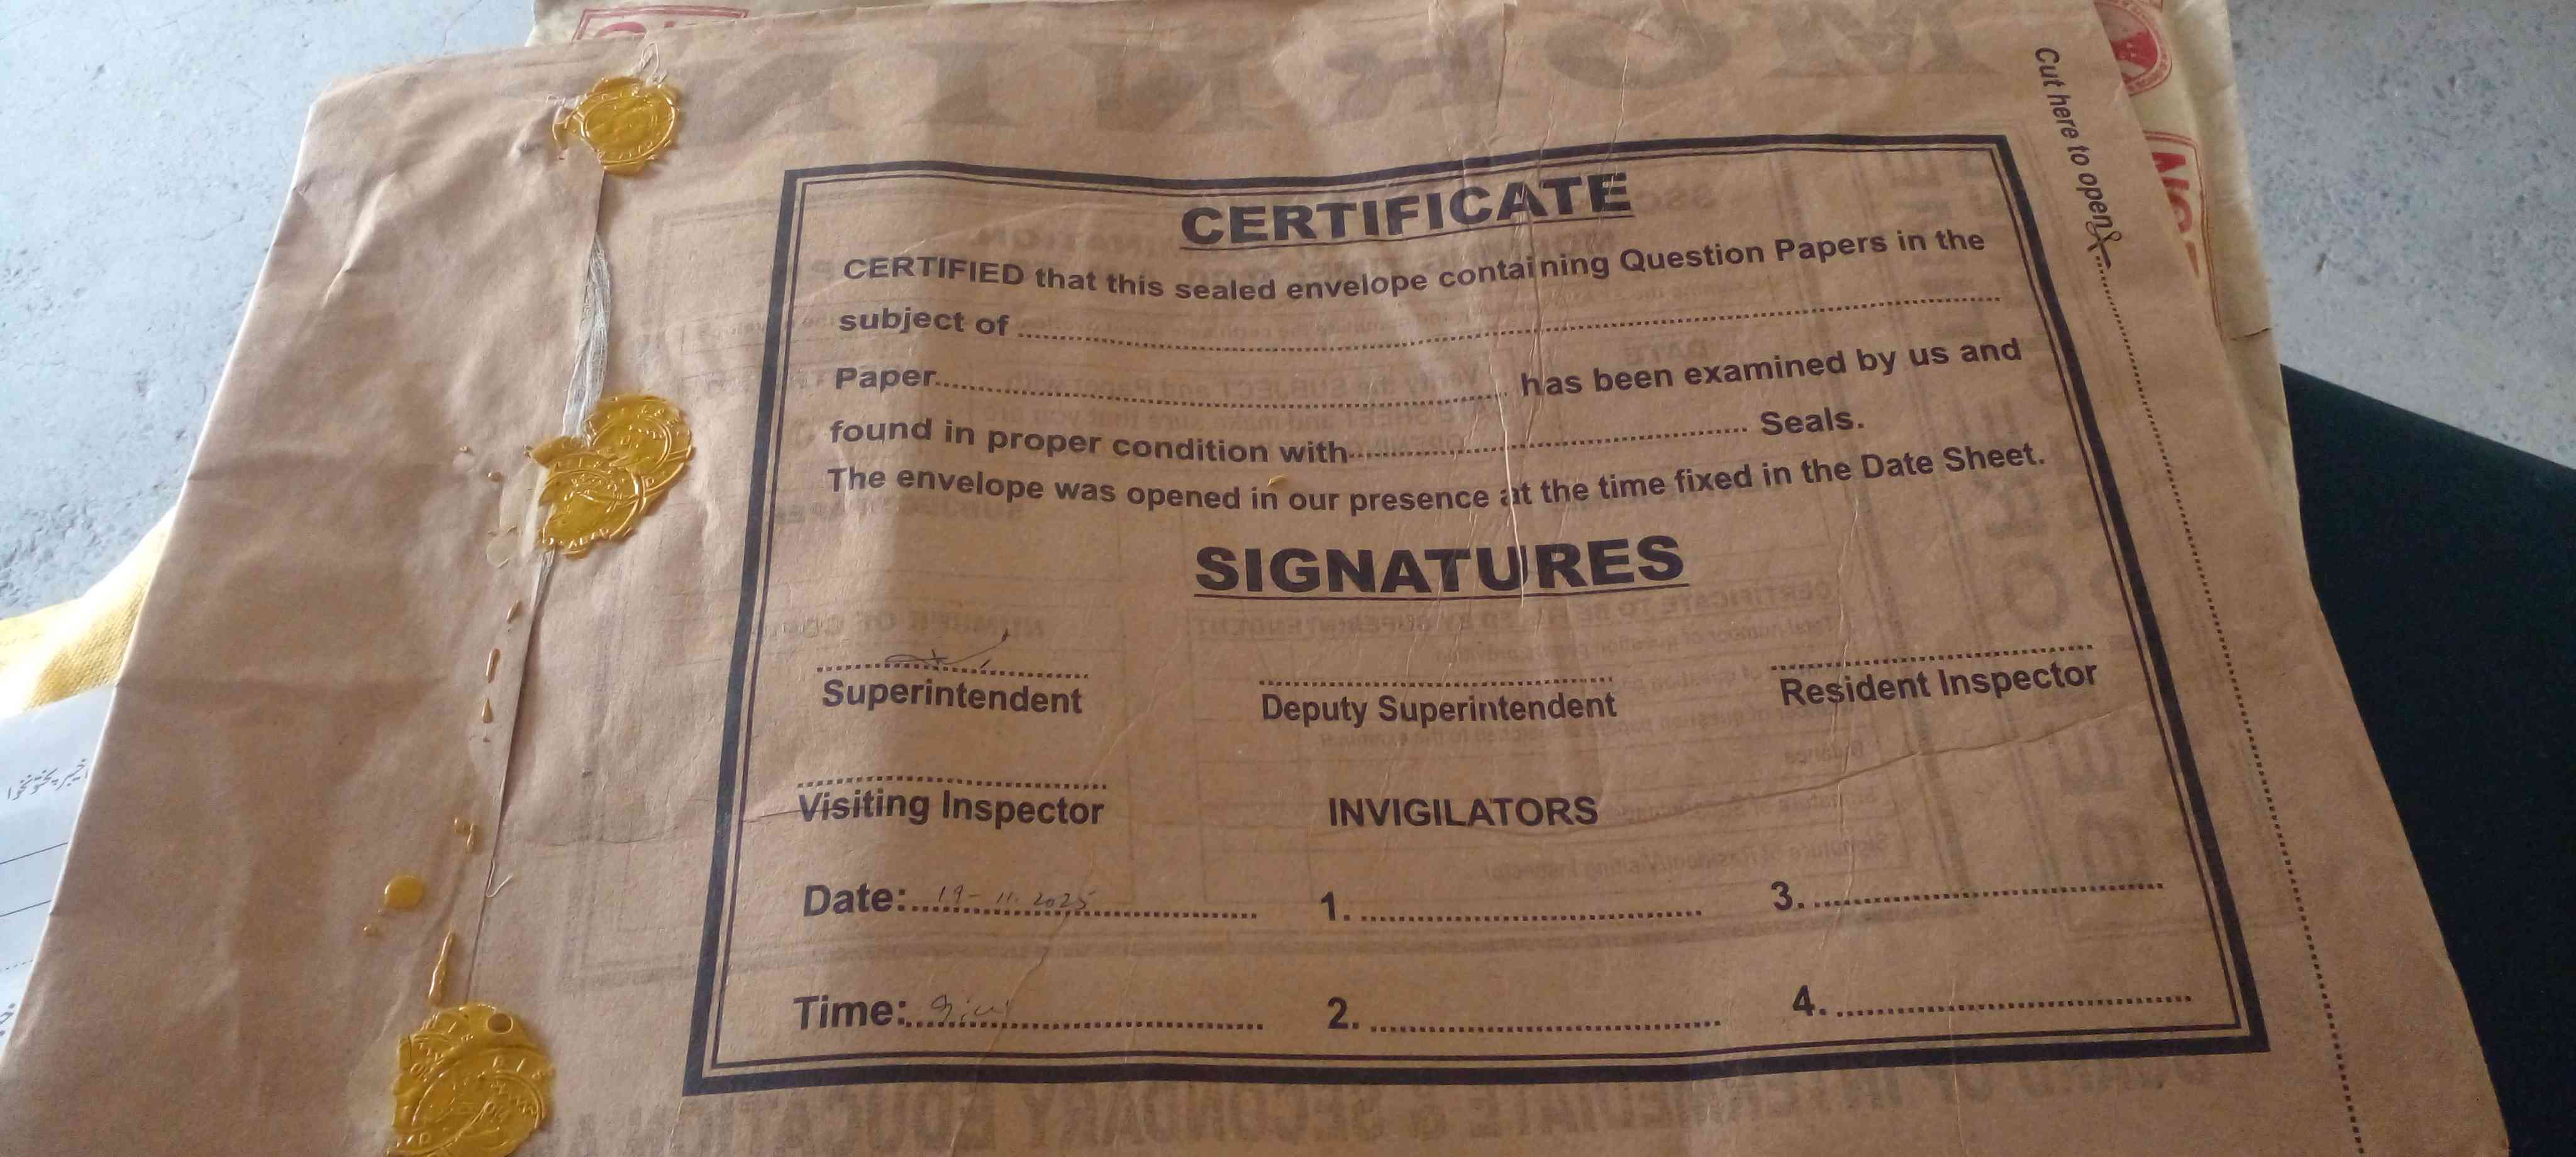 Cut here to open
CERTIFICATE
CERTIFIED that this sealed envelope containing Question Papers in the
subject of
Paper has been examined by us and
found in proper condition with Seals.
The envelope was opened in our presence at the time fixed in the Date Sheet.
SIGNATURES
Superintendent Deputy Superintendent Resident Inspector
Visiting Inspector INVIGILATORS
Date: 19-11-2025 1. 3.
Time: 2. 4.